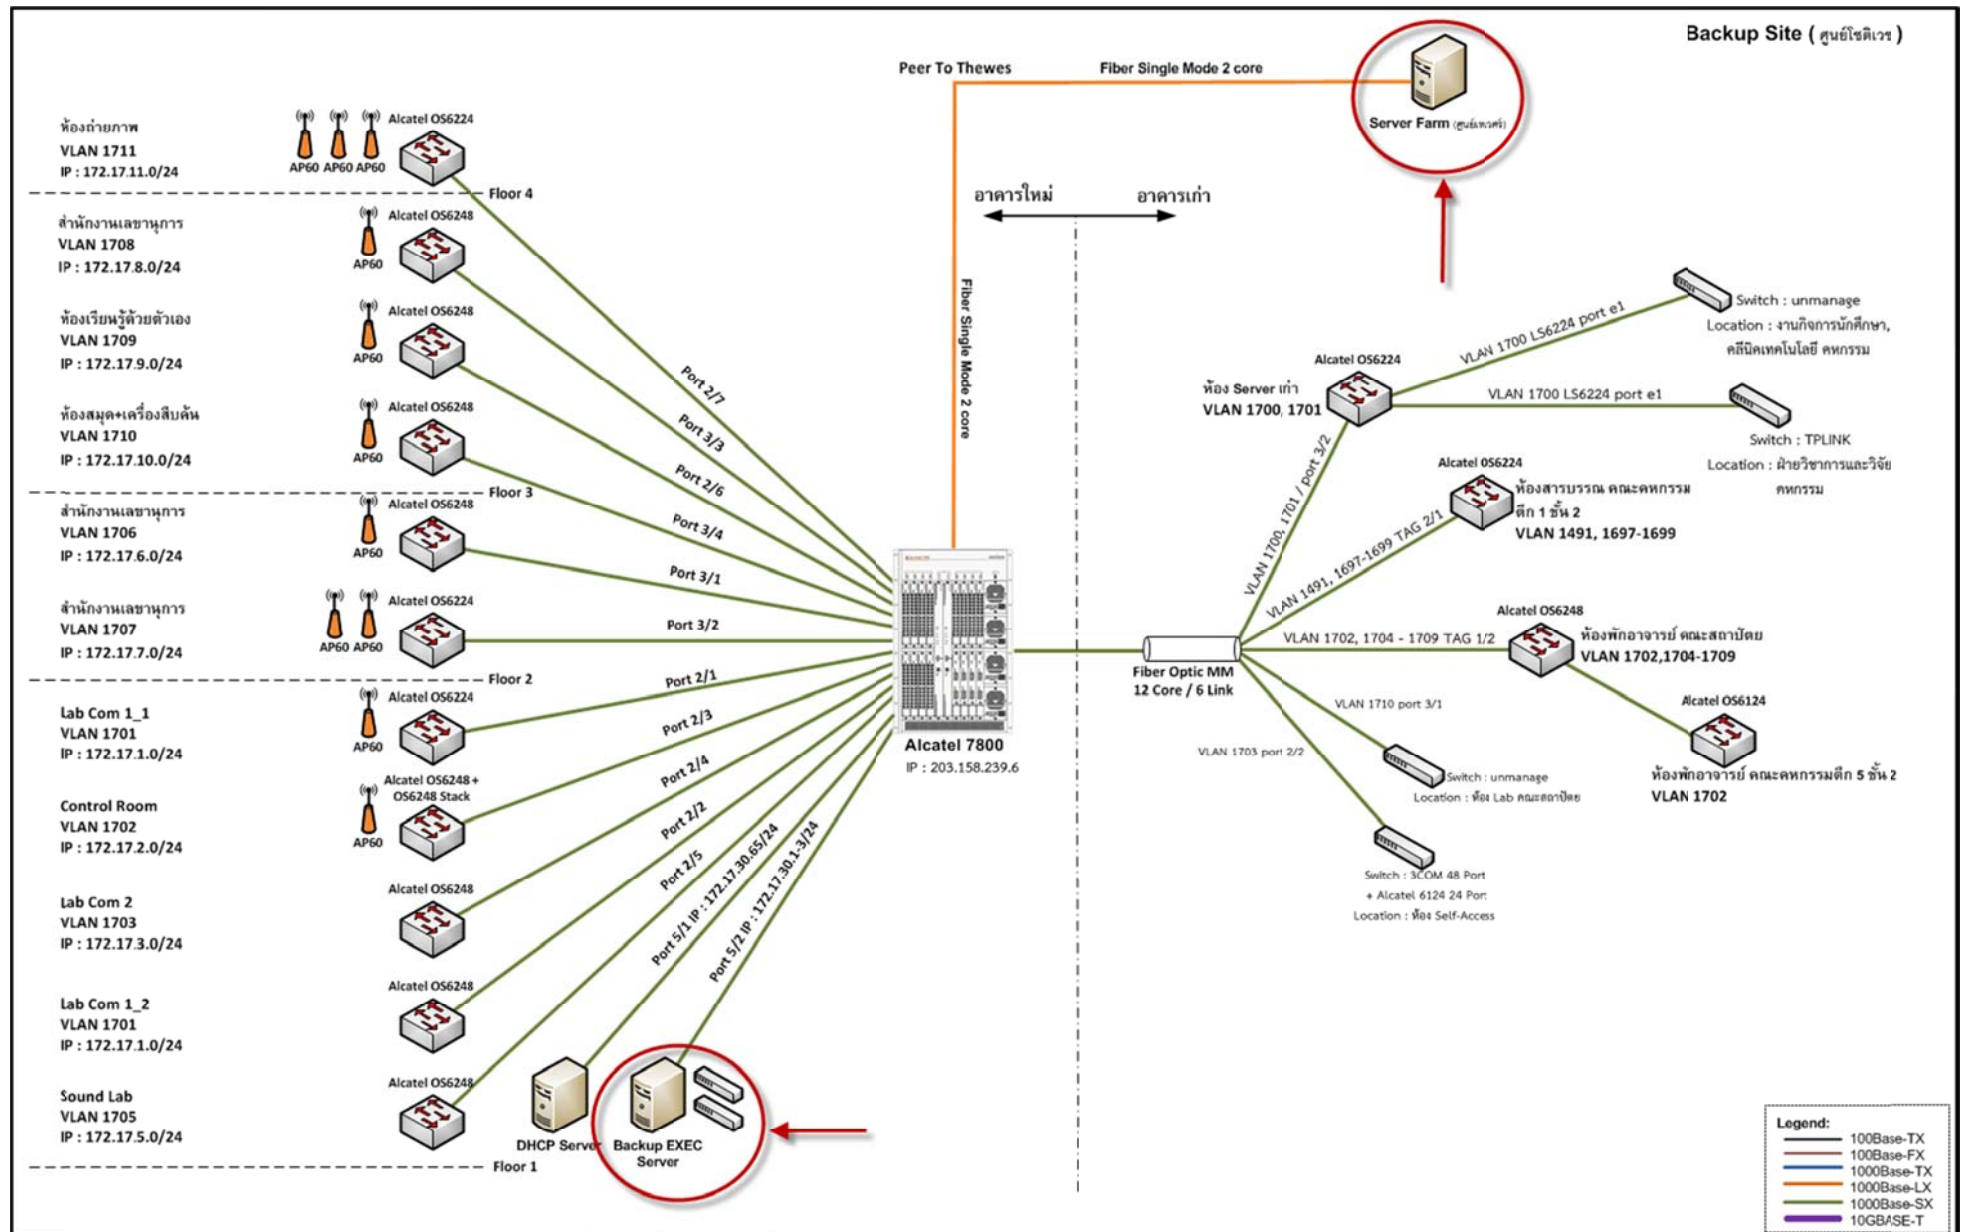 Backup Site ( ศูนย์โชติเวช )
Peer To Thewes
Fiber Single Mode 2 core
Server Farm (ศูนย์เทเวศร์)
Fiber Single Mode 2 core
อาคารใหม่
อาคารเก่า
ห้องถ่ายภาพ
VLAN 1711
IP : 172.17.11.0/24
AP60 AP60 AP60
Alcatel OS6224
Floor 4
สำนักงานเลขานุการ
VLAN 1708
IP : 172.17.8.0/24
AP60
Alcatel OS6248
ห้องเรียนรู้ด้วยตัวเอง
VLAN 1709
IP : 172.17.9.0/24
AP60
Alcatel OS6248
ห้องสมุด+เครื่องสืบค้น
VLAN 1710
IP : 172.17.10.0/24
AP60
Alcatel OS6248
Floor 3
สำนักงานเลขานุการ
VLAN 1706
IP : 172.17.6.0/24
AP60
Alcatel OS6248
สำนักงานเลขานุการ
VLAN 1707
IP : 172.17.7.0/24
AP60 AP60
Alcatel OS6224
Floor 2
Lab Com 1_1
VLAN 1701
IP : 172.17.1.0/24
AP60
Alcatel OS6224
Control Room
VLAN 1702
IP : 172.17.2.0/24
AP60
Alcatel OS6248 +
OS6248 Stack
Lab Com 2
VLAN 1703
IP : 172.17.3.0/24
Alcatel OS6248
Lab Com 1_2
VLAN 1701
IP : 172.17.1.0/24
Alcatel OS6248
Sound Lab
VLAN 1705
IP : 172.17.5.0/24
Alcatel OS6248
Floor 1
DHCP Server
Backup EXEC
Server
Port 2/7
Port 3/3
Port 2/6
Port 3/4
Port 3/1
Port 3/2
Port 2/1
Port 2/3
Port 2/4
Port 2/2
Port 2/5
Port 5/1 IP : 172.17.30.65/24
Port 5/2 IP : 172.17.30.1-3/24
Alcatel 7800
IP : 203.158.239.6
Fiber Optic MM
12 Core / 6 Link
VLAN 1700, 1701 / port 3/2
VLAN 1491, 1697-1699 TAG 2/1
VLAN 1702, 1704 - 1709 TAG 1/2
VLAN 1710 port 3/1
VLAN 1703 port 2/2
Alcatel OS6224
ห้อง Server เก่า
VLAN 1700, 1701
VLAN 1700 LS6224 port e1
Switch : unmanage
Location : งานกิจการนักศึกษา,
คลีนิคเทคโนโลยี คหกรรม
VLAN 1700 LS6224 port e1
Switch : TPLINK
Location : ฝ่ายวิชาการและวิจัย
คหกรรม
Alcatel OS6224
ห้องสารบรรณ คณะคหกรรม
ตึก 1 ชั้น 2
VLAN 1491, 1697-1699
Alcatel OS6248
ห้องพักอาจารย์ คณะสถาปัตย
VLAN 1702,1704-1709
Alcatel OS6124
ห้องพักอาจารย์ คณะคหกรรมตึก 5 ชั้น 2
VLAN 1702
Switch : unmanage
Location : ห้อง Lab คณะสถาปัตย
Switch : 3COM 48 Port
+ Alcatel 6124 24 Port
Location : ห้อง Self-Access
Legend:
100Base-TX
100Base-FX
1000Base-TX
1000Base-LX
1000Base-SX
10GBASE-T